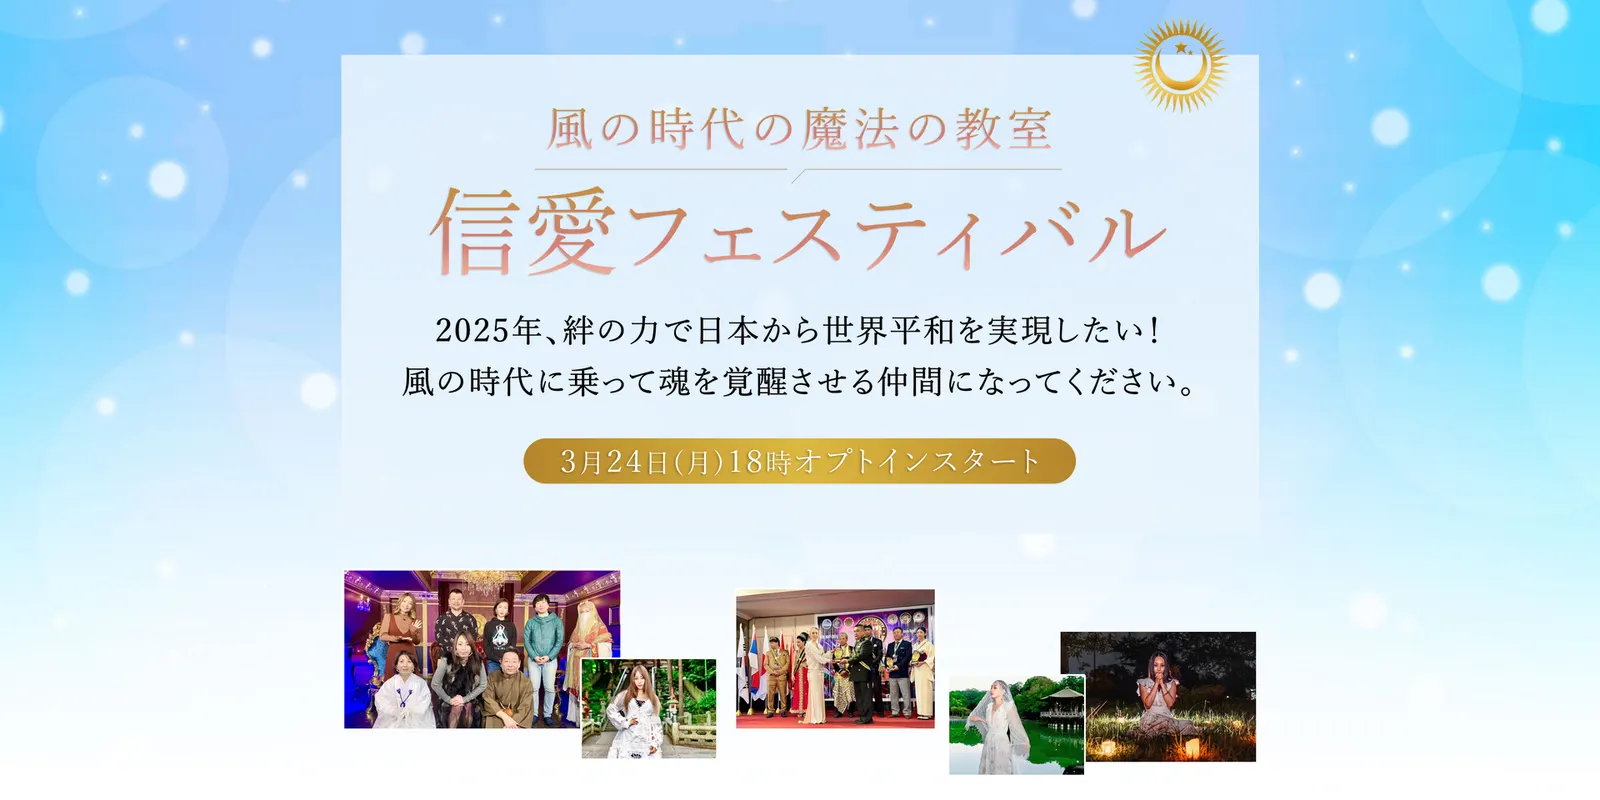 風の時代の魔法の教室
信愛フェスティバル
2025年、絆の力で日本から世界平和を実現したい！
風の時代に乗って魂を覚醒させる仲間になってください。
3月24日(月)18時オプトインスタート